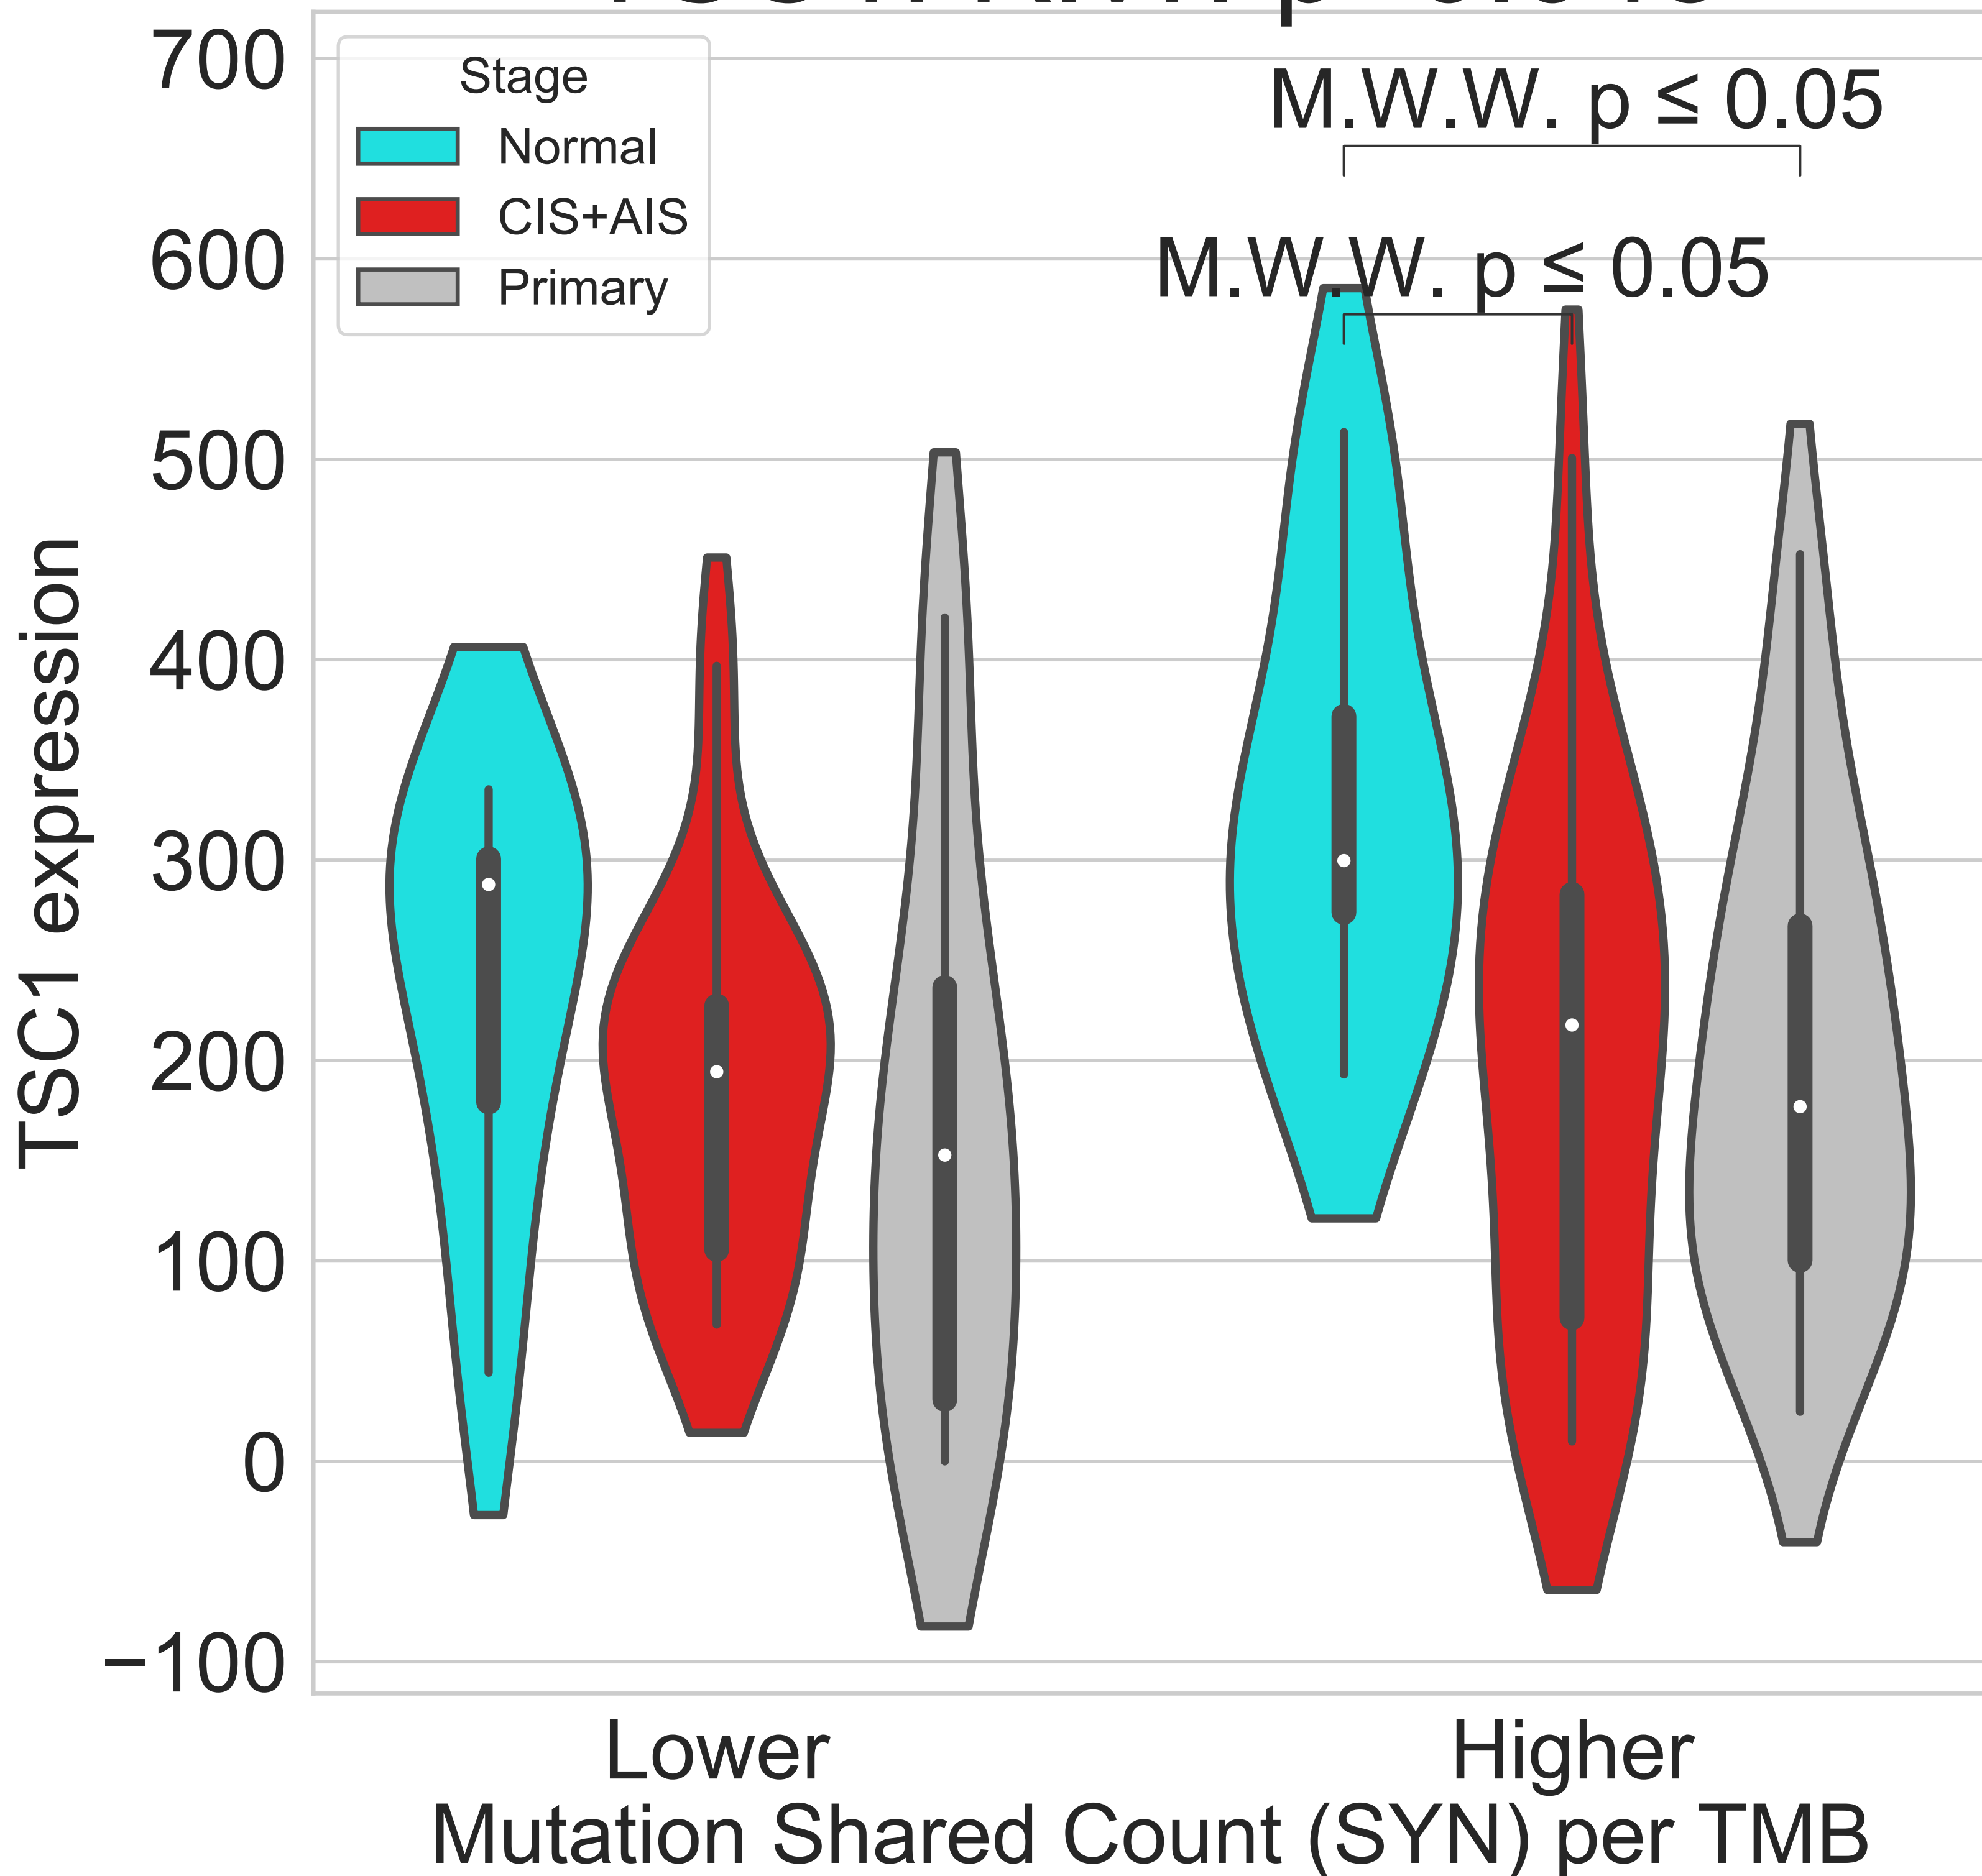 700
600
500
400
300
200
100
0
−100
TSC1 expression
Stage
Normal
CIS+AIS
Primary
M.W.W. p ≤ 0.05
M.W.W. p ≤ 0.05
Lower
Higher
Mutation Shared Count (SYN) per TMB